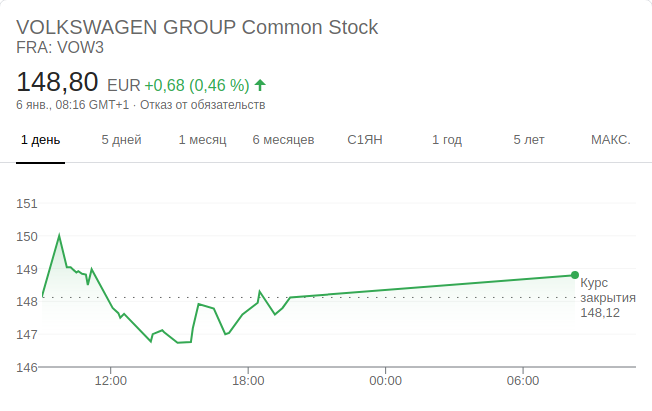 VOLKSWAGEN GROUP Common Stock
FRA: VOW3
148,80 EUR +0,68 (0,46 %) ↑
6 янв., 08:16 GMT+1 · Отказ от обязательств
1 день 5 дней 1 месяц 6 месяцев С1ЯН 1 год 5 лет МАКС.
151
150
149
148
147
146
Курс
закрытия
148,12
12:00 18:00 00:00 06:00